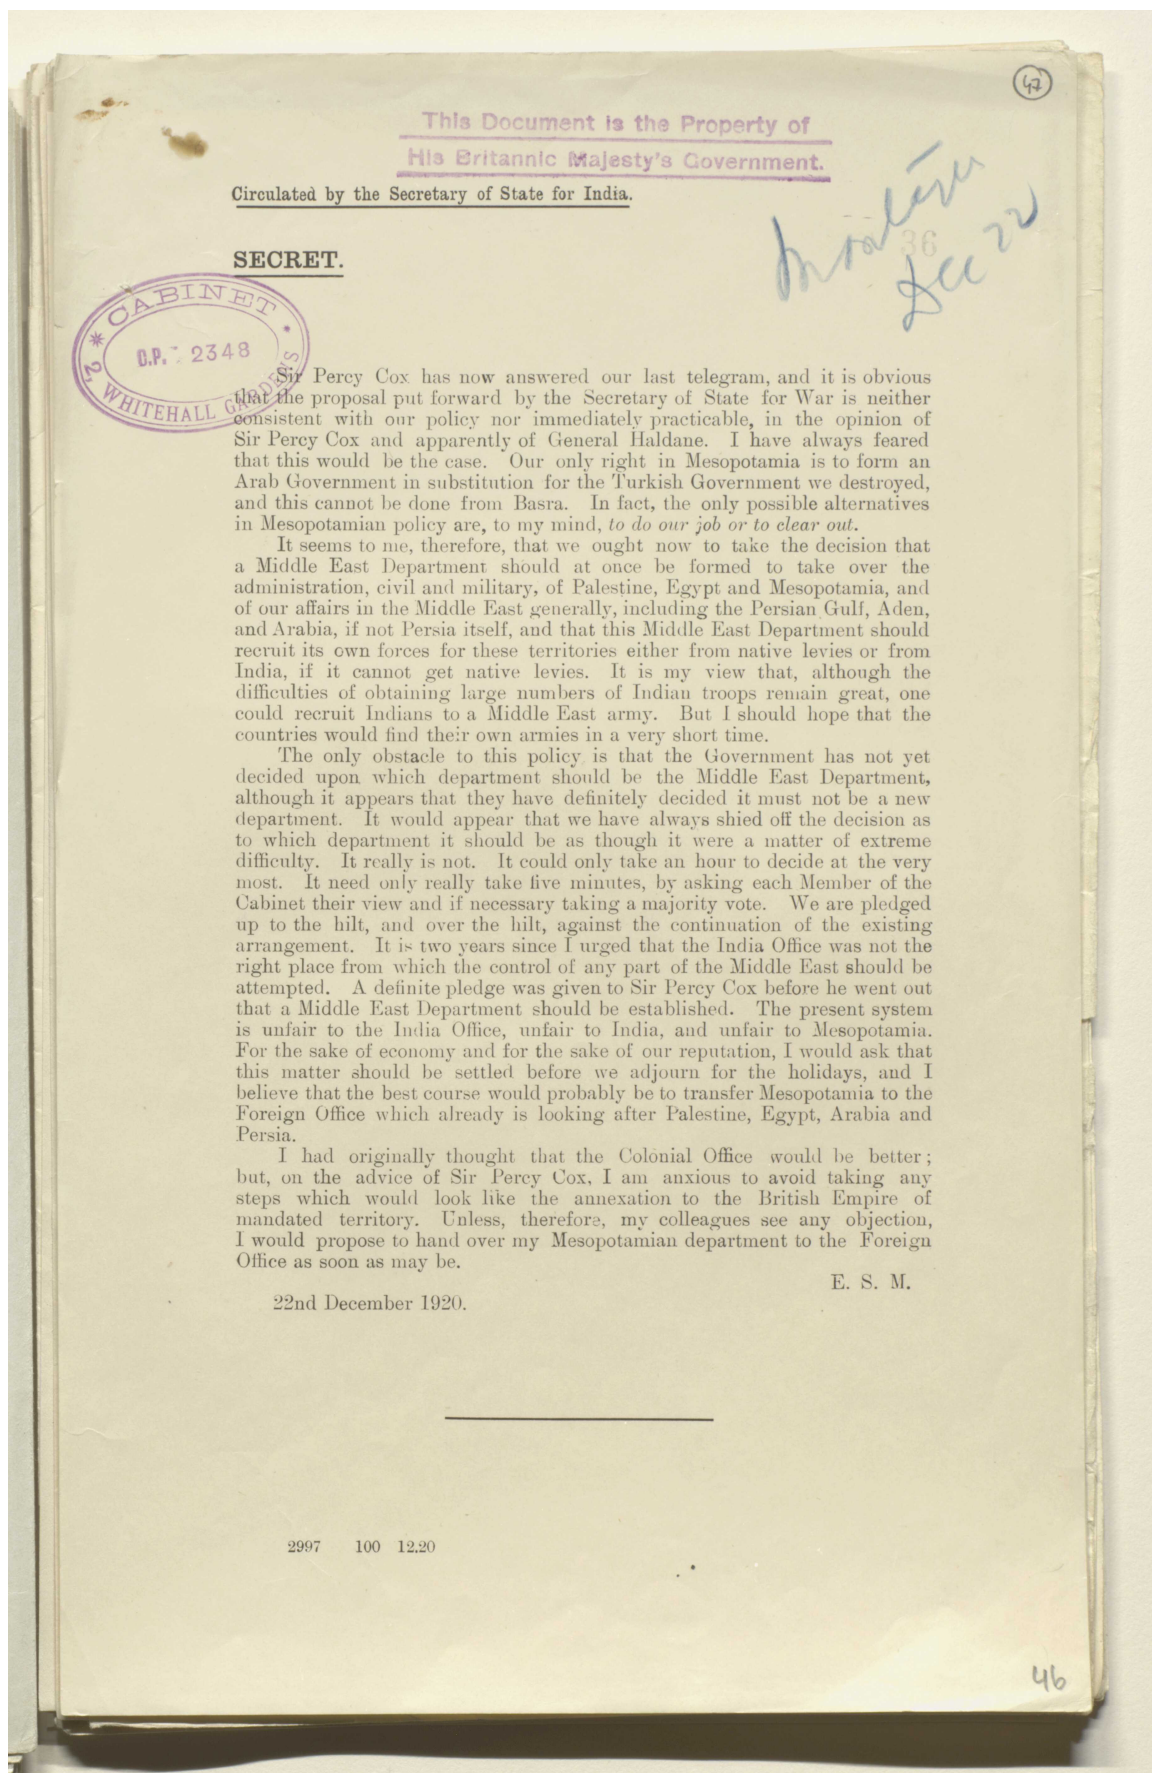 47
This Document is the Property of
His Britannic Majesty's Government.
Circulated by the Secretary of State for India.
36
Dec 22
SECRET.
CABINET
C.P. 2348
2, WHITEHALL GARDENS
Sir Percy Cox has now answered our last telegram, and it is obvious
that the proposal put forward by the Secretary of State for War is neither
consistent with our policy nor immediately practicable, in the opinion of
Sir Percy Cox and apparently of General Haldane. I have always feared
that this would be the case. Our only right in Mesopotamia is to form an
Arab Government in substitution for the Turkish Government we destroyed,
and this cannot be done from Basra. In fact, the only possible alternatives
in Mesopotamian policy are, to my mind, to do our job or to clear out.
It seems to me, therefore, that we ought now to take the decision that
a Middle East Department should at once be formed to take over the
administration, civil and military, of Palestine, Egypt and Mesopotamia, and
of our affairs in the Middle East generally, including the Persian Gulf, Aden,
and Arabia, if not Persia itself, and that this Middle East Department should
recruit its own forces for these territories either from native levies or from
India, if it cannot get native levies. It is my view that, although the
difficulties of obtaining large numbers of Indian troops remain great, one
could recruit Indians to a Middle East army. But I should hope that the
countries would find their own armies in a very short time.
The only obstacle to this policy is that the Government has not yet
decided upon which department should be the Middle East Department,
although it appears that they have definitely decided it must not be a new
department. It would appear that we have always shied off the decision as
to which department it should be as though it were a matter of extreme
difficulty. It really is not. It could only take an hour to decide at the very
most. It need only really take five minutes, by asking each Member of the
Cabinet their view and if necessary taking a majority vote. We are pledged
up to the hilt, and over the hilt, against the continuation of the existing
arrangement. It is two years since I urged that the India Office was not the
right place from which the control of any part of the Middle East should be
attempted. A definite pledge was given to Sir Percy Cox before he went out
that a Middle East Department should be established. The present system
is unfair to the India Office, unfair to India, and unfair to Mesopotamia.
For the sake of economy and for the sake of our reputation, I would ask that
this matter should be settled before we adjourn for the holidays, and I
believe that the best course would probably be to transfer Mesopotamia to the
Foreign Office which already is looking after Palestine, Egypt, Arabia and
Persia.
I had originally thought that the Colonial Office would be better;
but, on the advice of Sir Percy Cox, I am anxious to avoid taking any
steps which would look like the annexation to the British Empire of
mandated territory. Unless, therefore, my colleagues see any objection,
I would propose to hand over my Mesopotamian department to the Foreign
Office as soon as may be.
E. S. M.
22nd December 1920.
2997 100 12.20
46